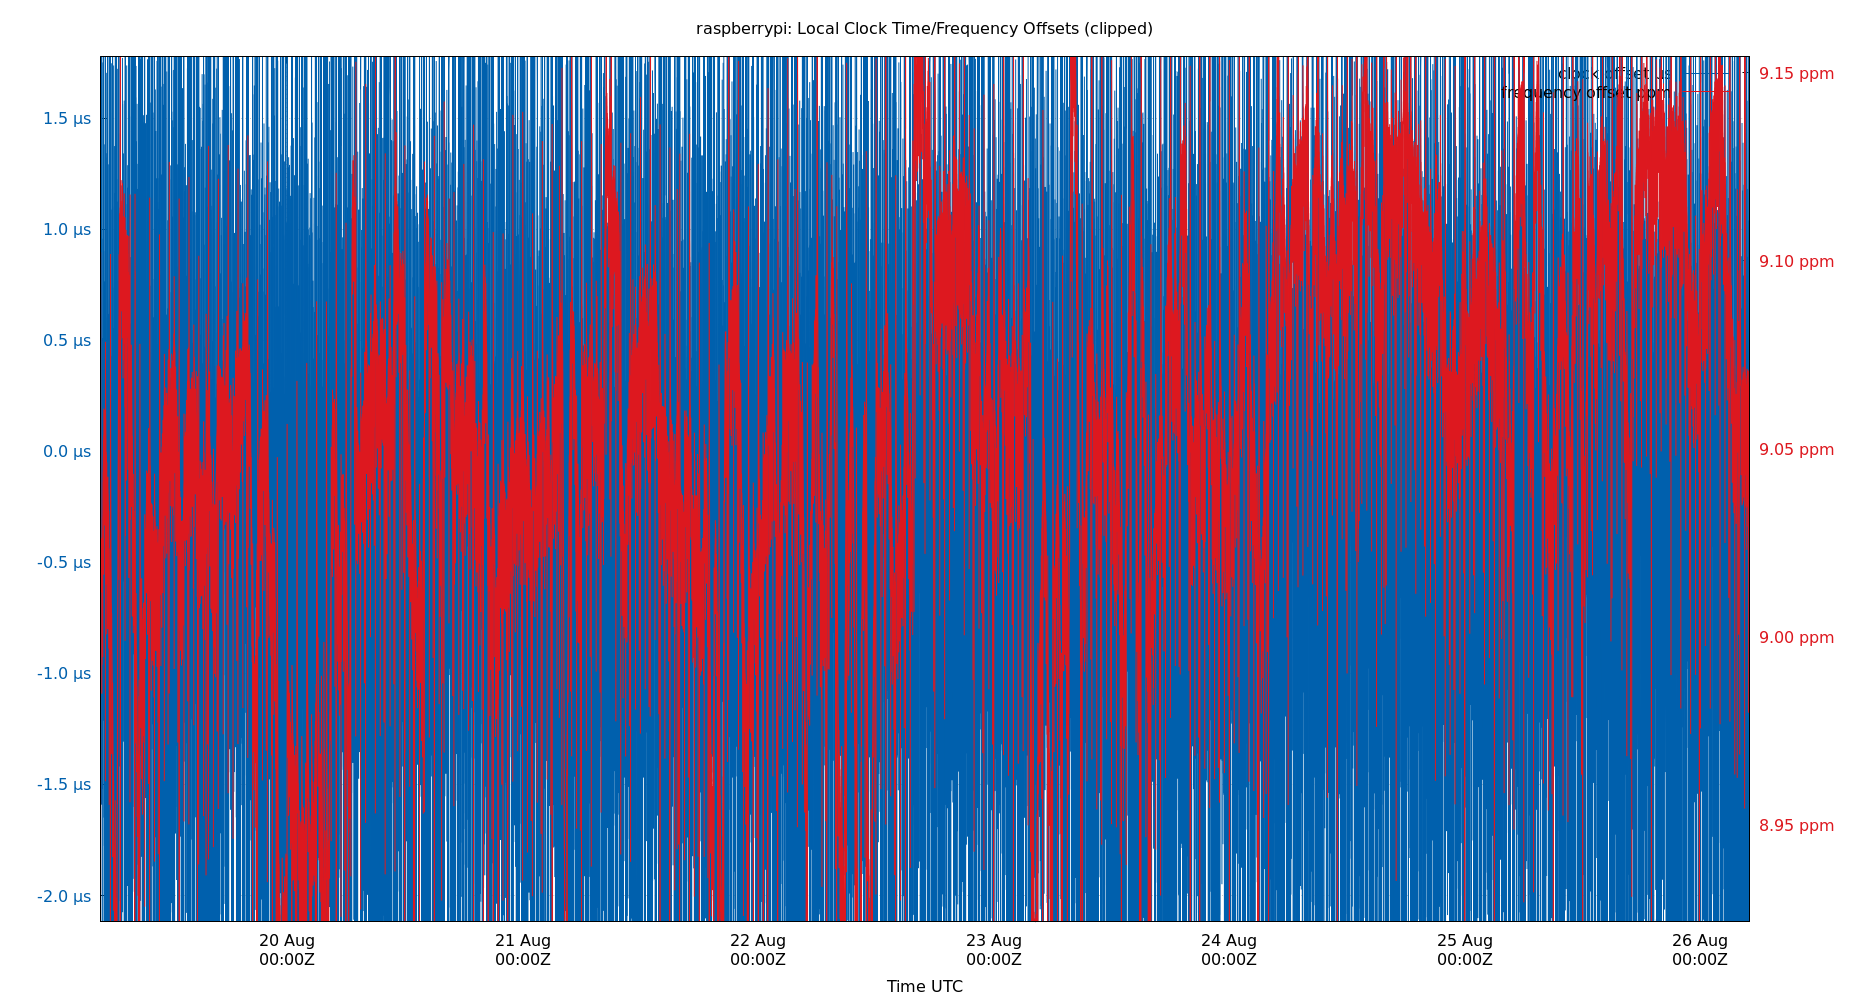 raspberrypi: Local Clock Time/Frequency Offsets (clipped)
clock offset us
frequency offset ppm
1.5 µs
1.0 µs
0.5 µs
0.0 µs
-0.5 µs
-1.0 µs
-1.5 µs
-2.0 µs
9.15 ppm
9.10 ppm
9.05 ppm
9.00 ppm
8.95 ppm
20 Aug
00:00Z
21 Aug
00:00Z
22 Aug
00:00Z
23 Aug
00:00Z
24 Aug
00:00Z
25 Aug
00:00Z
26 Aug
00:00Z
Time UTC